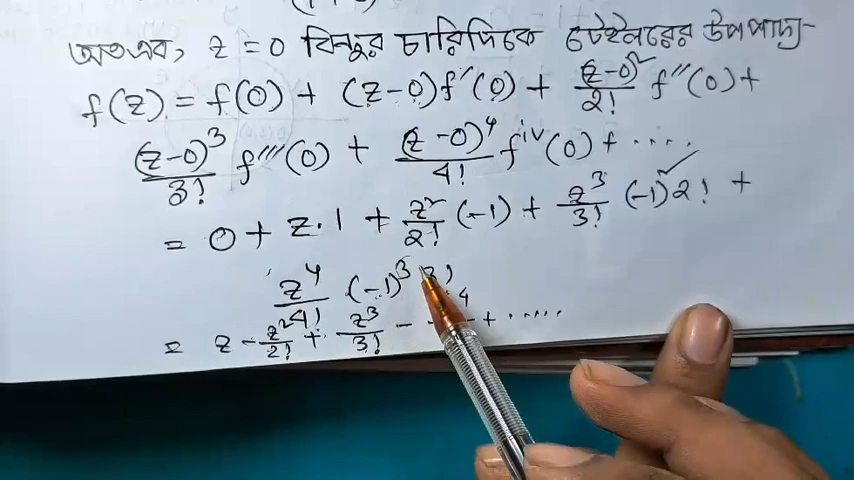 অতএব, z = 0 বিন্দুর চারিদিকে টেইলরের উপপাদ্য-
f(z) = f(0) + (z-0)f'(0) + (z-0)²/2! f''(0) +
(z-0)³/3! f'''(0) + (z-0)⁴/4! f^iv(0) + .....
= 0 + z.1 + z²/2! (-1) + z³/3! (-1)² 2! +
z⁴/4! (-1)³ 3!
= z - z²/2! + z³/3! - + .....